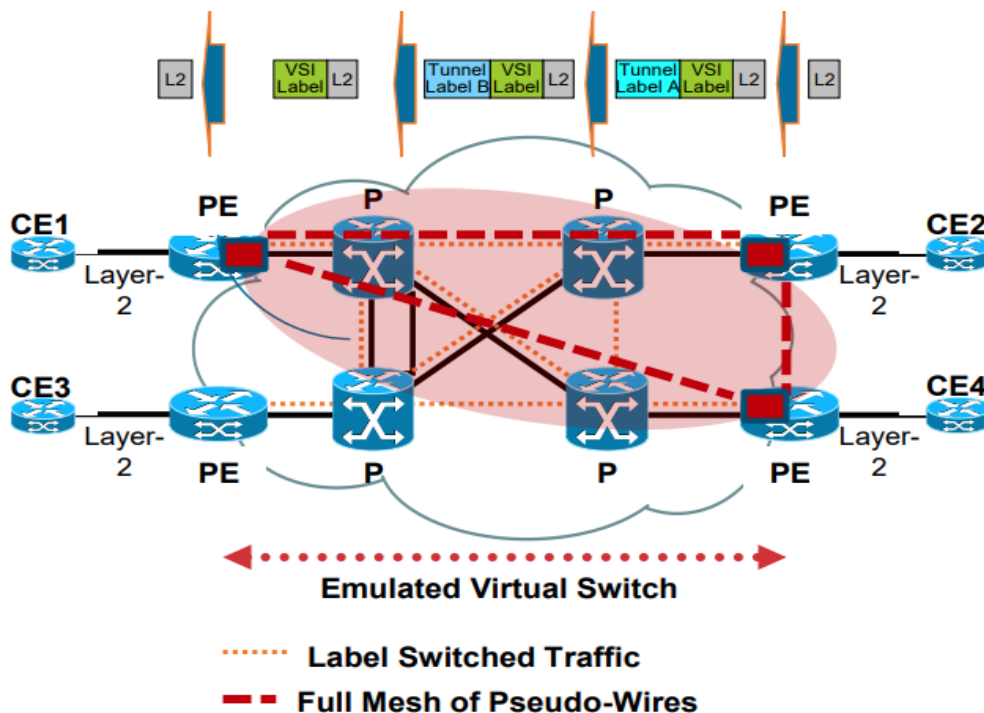 L2
VSI
Label
L2
Tunnel
Label B
VSI
Label
L2
Tunnel
Label A
VSI
Label
L2
L2
CE1
PE
P
P
PE
CE2
Layer-
2
Layer-
2
CE3
CE4
Layer-
2
Layer-
2
PE
P
P
PE
Emulated Virtual Switch
Label Switched Traffic
Full Mesh of Pseudo-Wires